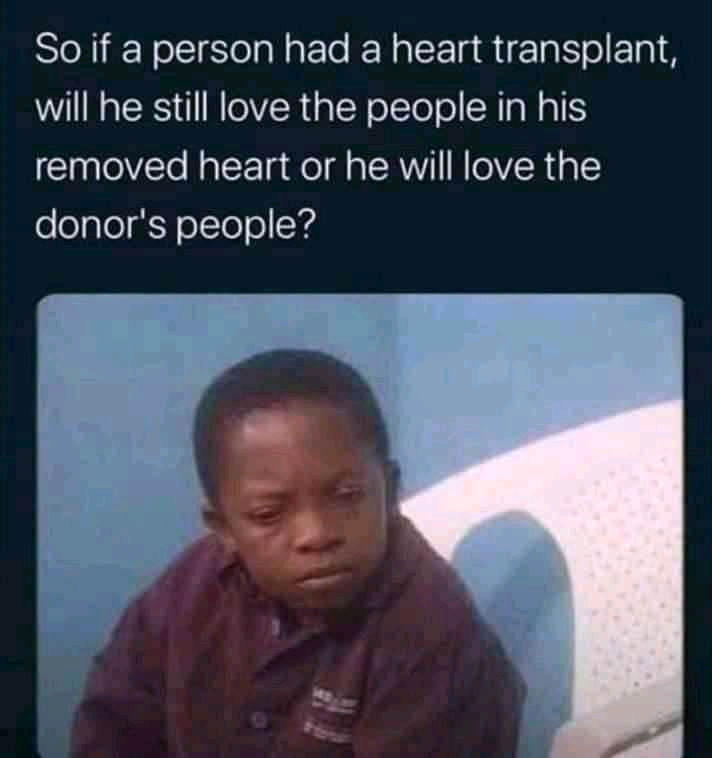 So if a person had a heart transplant,
will he still love the people in his
removed heart or he will love the
donor's people?